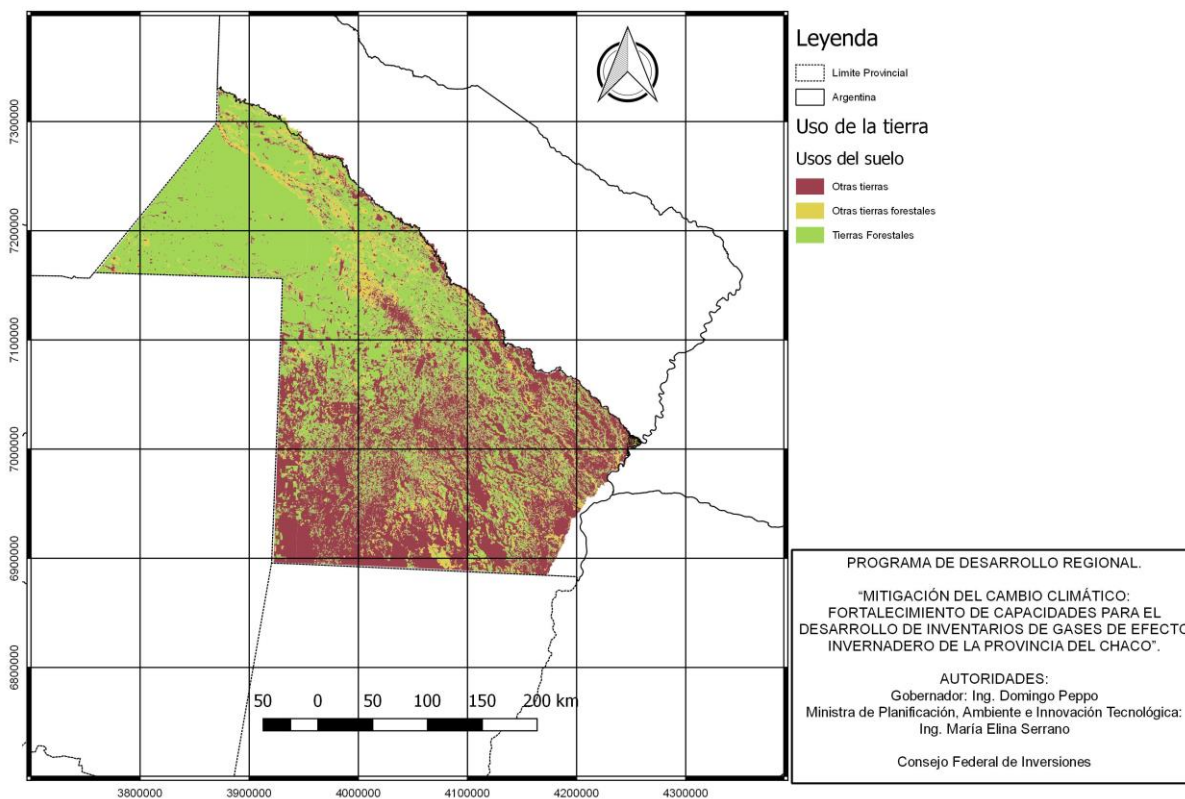 Leyenda
Límite Provincial
Argentina
Uso de la tierra
Usos del suelo
Otras tierras
Otras tierras forestales
Tierras Forestales
7300000
7200000
7100000
7000000
6900000
6800000
50 0 50 100 150 200 km
3800000 3900000 4000000 4100000 4200000 4300000
PROGRAMA DE DESARROLLO REGIONAL.
“MITIGACIÓN DEL CAMBIO CLIMÁTICO:
FORTALECIMIENTO DE CAPACIDADES PARA EL
DESARROLLO DE INVENTARIOS DE GASES DE EFECTO
INVERNADERO DE LA PROVINCIA DEL CHACO”.
AUTORIDADES:
Gobernador: Ing. Domingo Peppo
Ministra de Planificación, Ambiente e Innovación Tecnológica:
Ing. María Elina Serrano
Consejo Federal de Inversiones